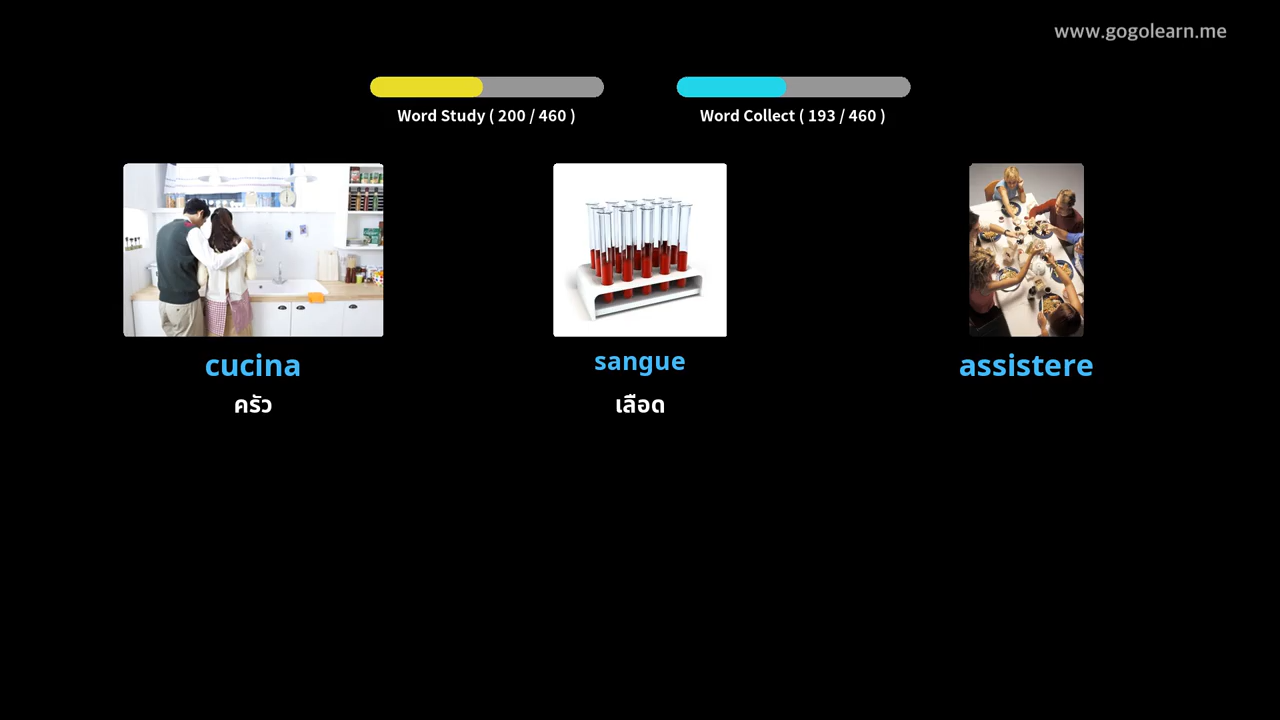 www.gogolearn.me
Word Study ( 200 / 460 )
Word Collect ( 193 / 460 )
cucina
sangue
assistere
ครัว
เลือด